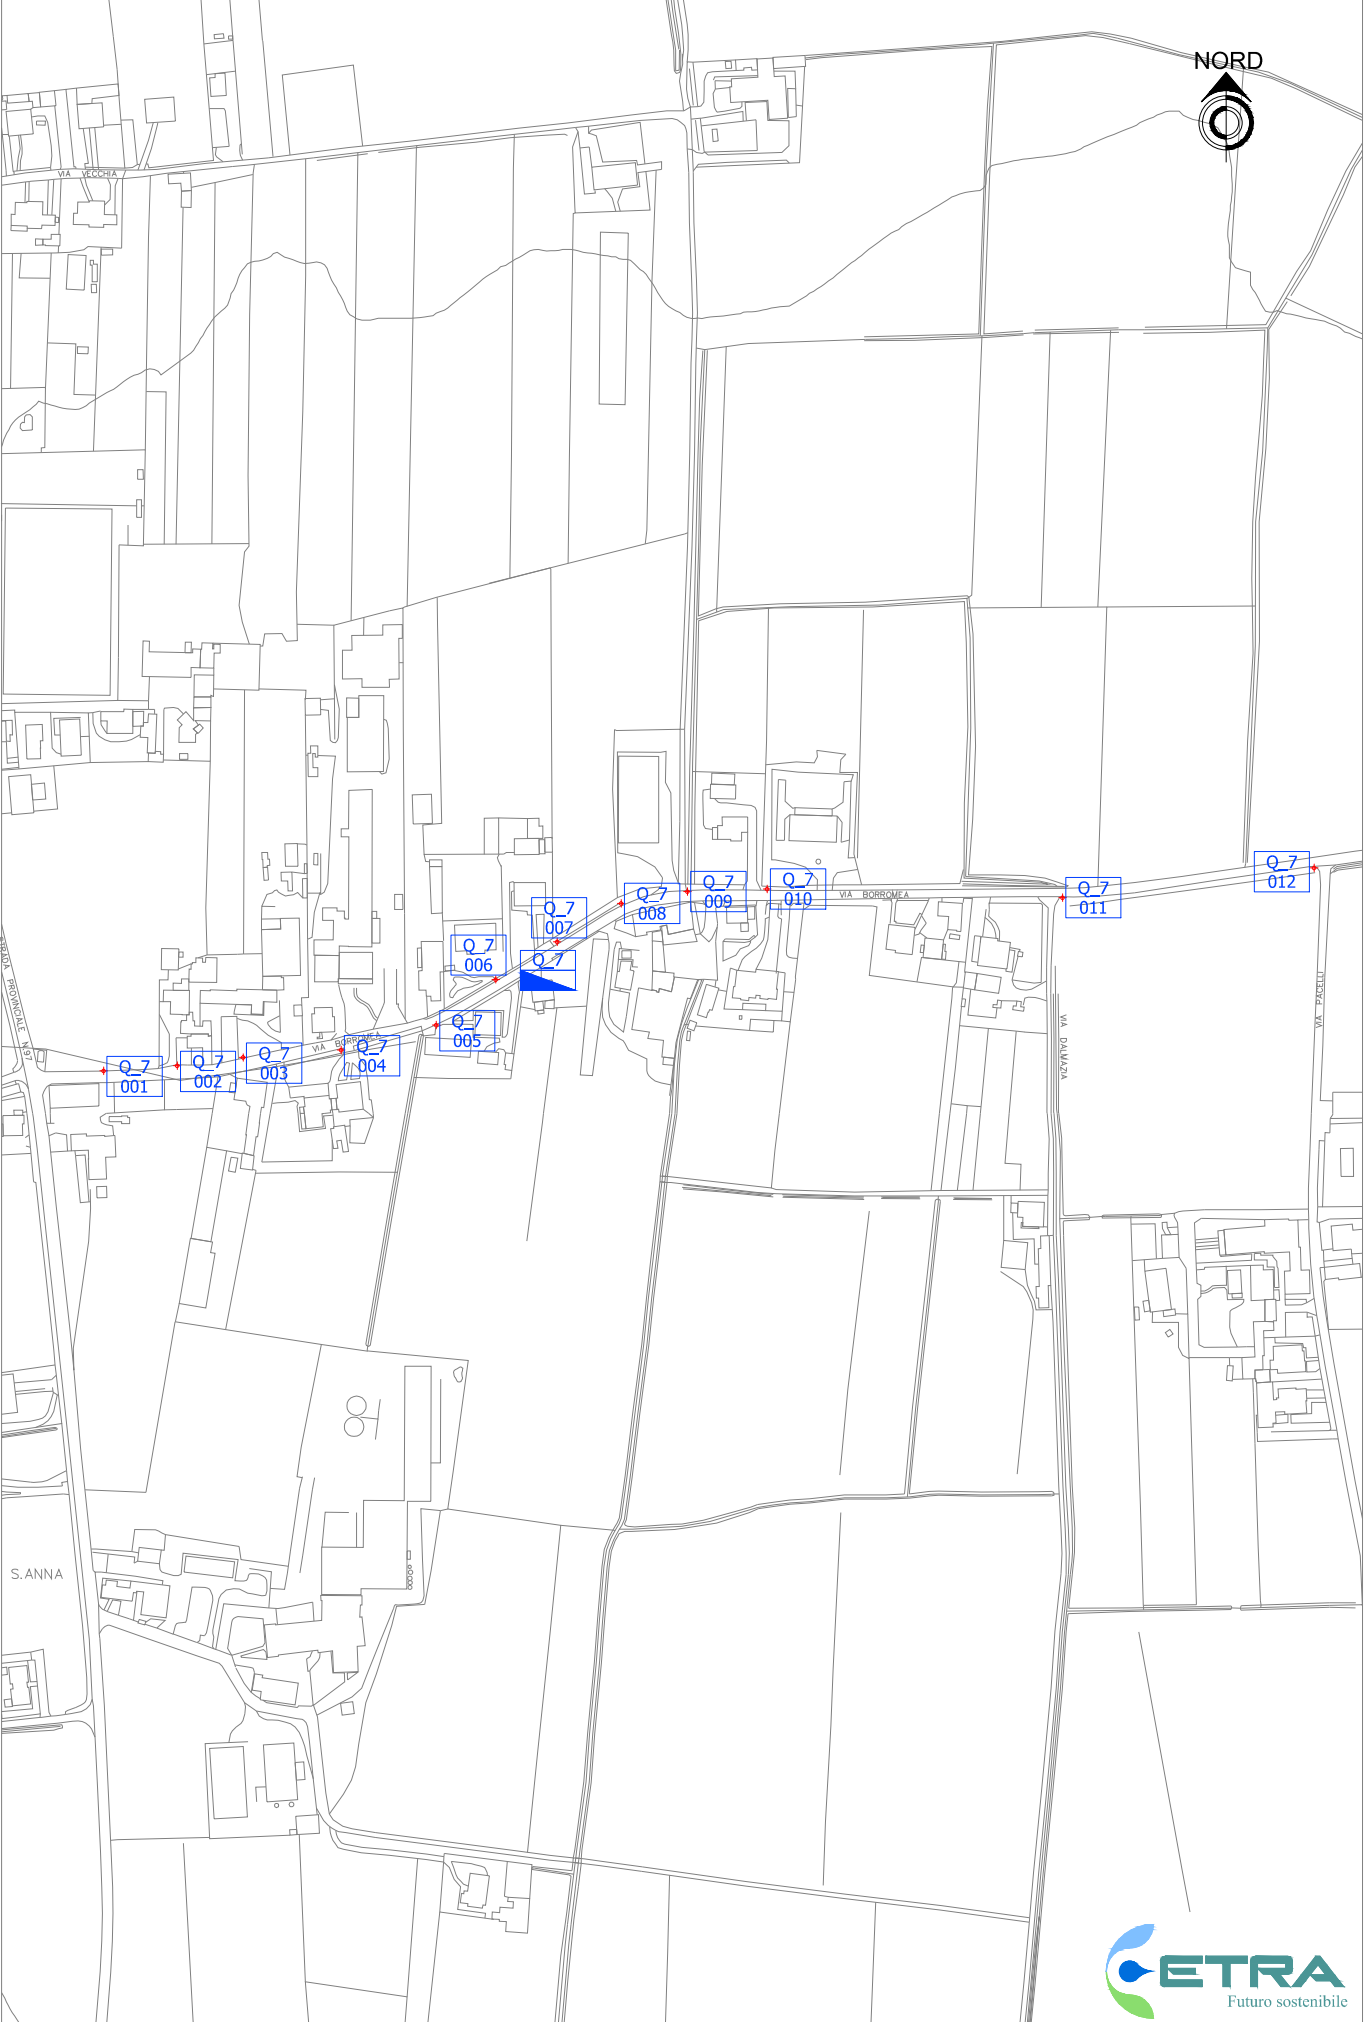 NORD
VIA VECCHIA
Q_7
012
Q_7
011
Q_7
010
Q_7
009
Q_7
008
VIA BORROMEA
Q_7
007
Q_7
006
Q_7
Q_7
005
VIA BORROMEA
Q_7
004
Q_7
003
Q_7
002
Q_7
001
STRADA PROVINCIALE N.97
VIA PACELLI
VIA DALMAZIA
S.ANNA
ETRA
Futuro sostenibile